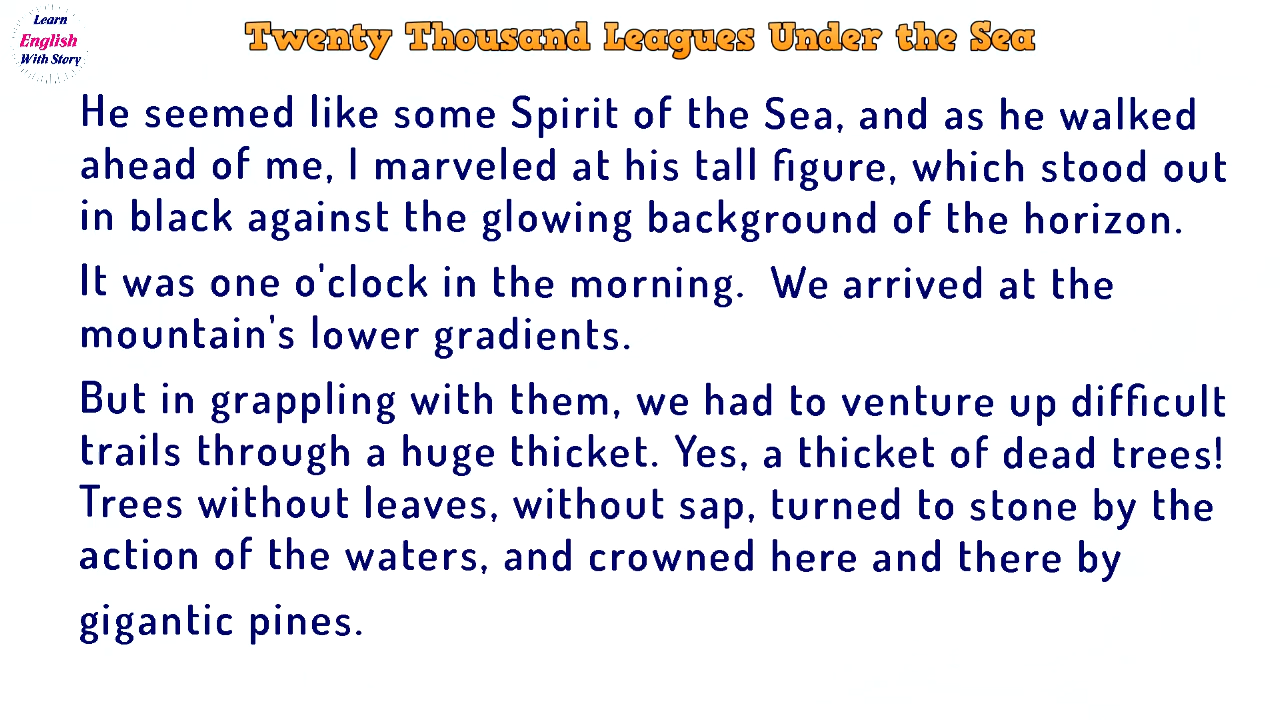 Learn
English
With Story
Twenty Thousand Leagues Under the Sea
He seemed like some Spirit of the Sea, and as he walked
ahead of me, I marveled at his tall figure, which stood out
in black against the glowing background of the horizon.
It was one o'clock in the morning.  We arrived at the
mountain's lower gradients.
But in grappling with them, we had to venture up difficult
trails through a huge thicket. Yes, a thicket of dead trees!
Trees without leaves, without sap, turned to stone by the
action of the waters, and crowned here and there by
gigantic pines.